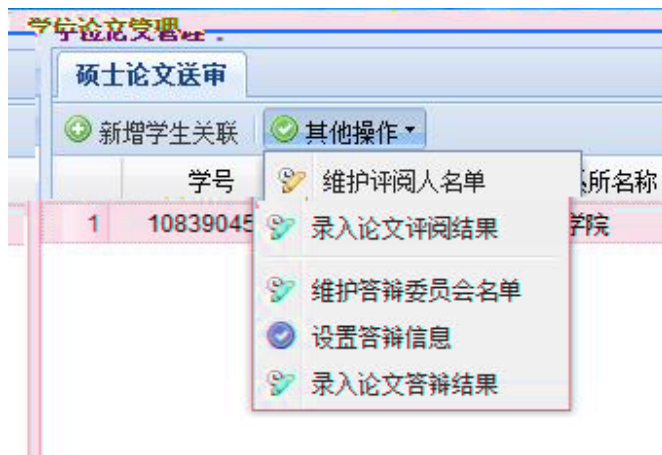 学位论文管理
硕士论文送审
新增学生关联 其他操作
学号 所名称
1 10839045 学院
维护评阅人名单
录入论文评阅结果
维护答辩委员会名单
设置答辩信息
录入论文答辩结果